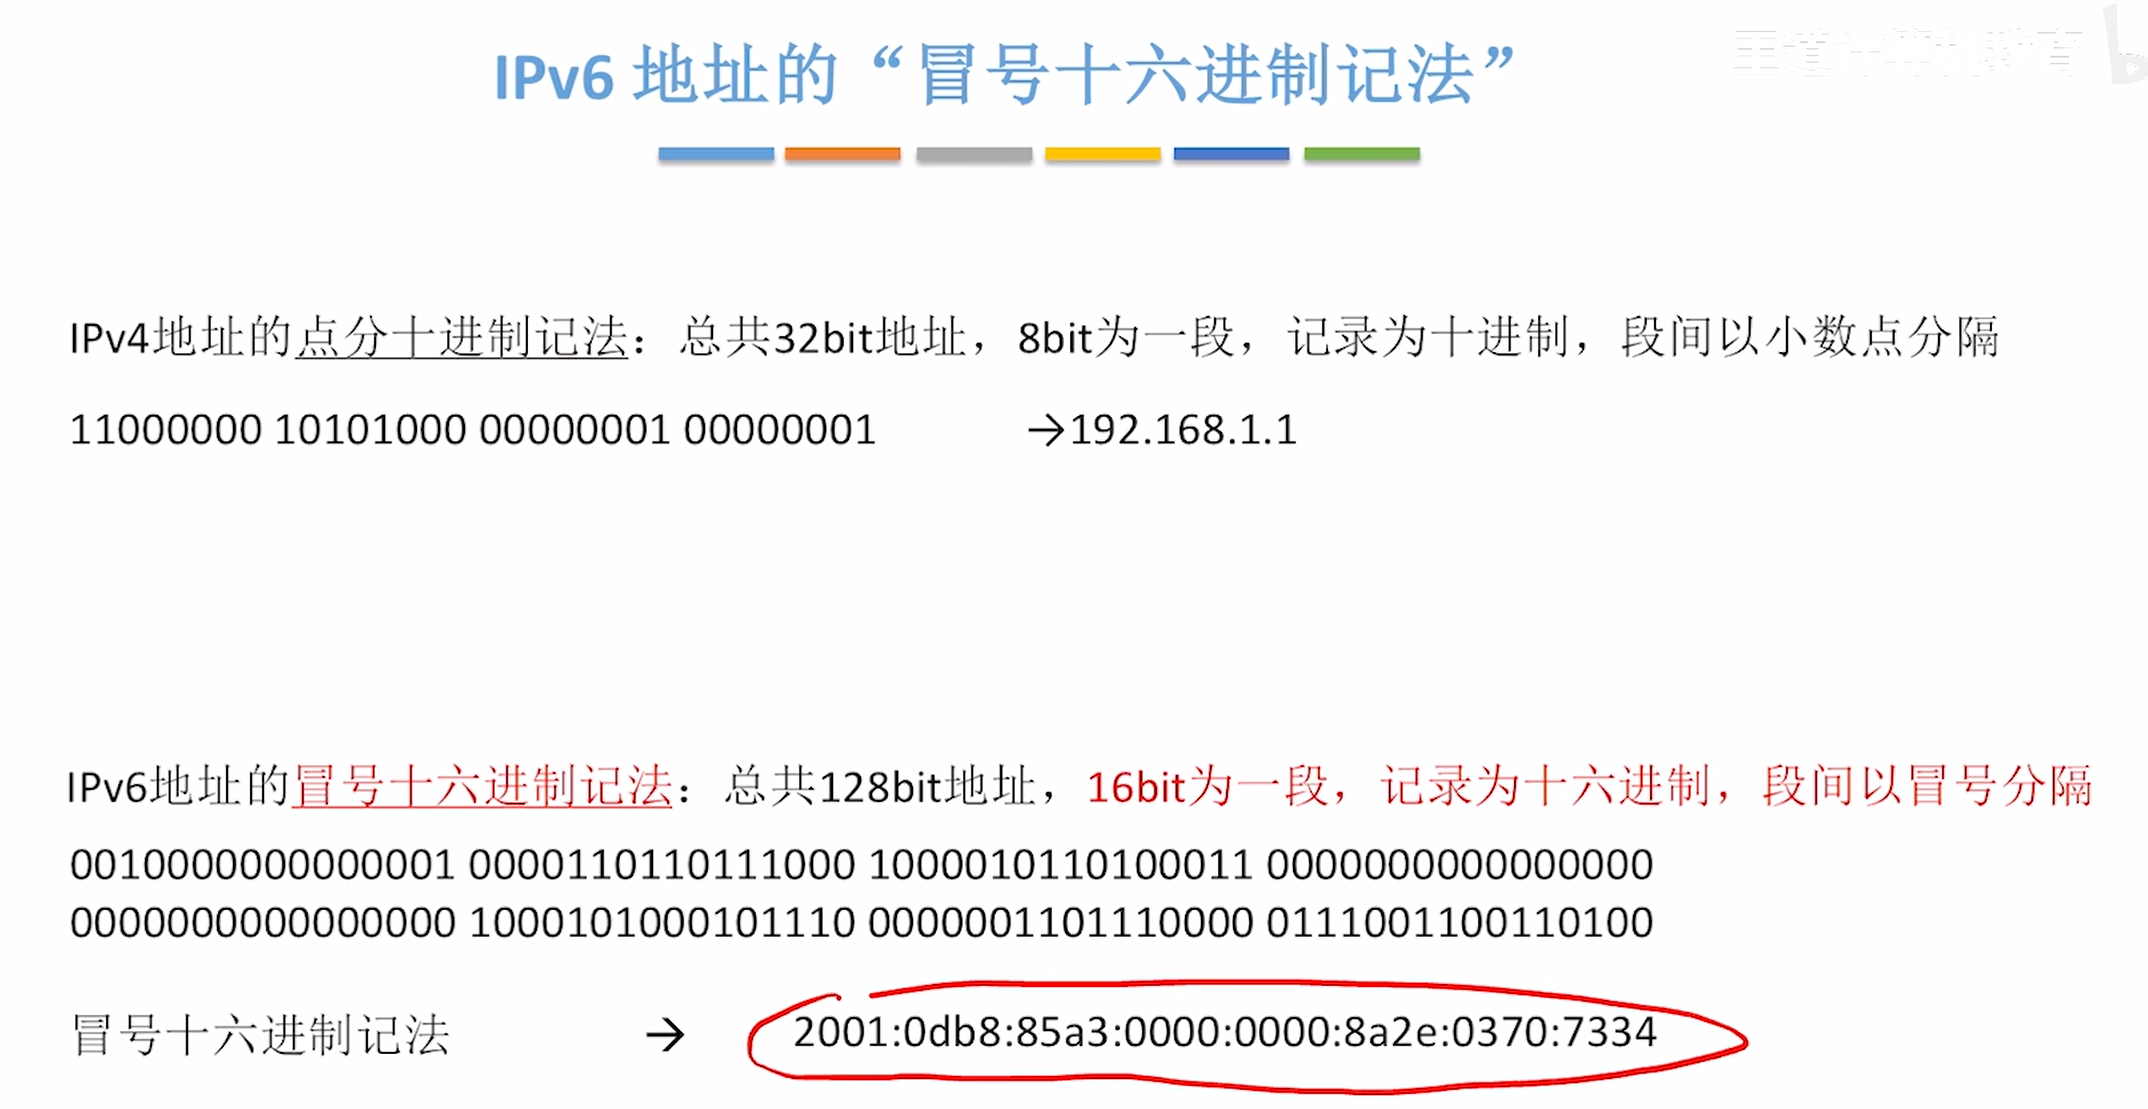 王道计算机教育
IPv6 地址的“冒号十六进制记法”
IPv4地址的点分十进制记法：总共32bit地址，8bit为一段，记录为十进制，段间以小数点分隔
11000000 10101000 00000001 00000001 →192.168.1.1
IPv6地址的冒号十六进制记法：总共128bit地址，16bit为一段，记录为十六进制，段间以冒号分隔
0010000000000001 0000110110111000 1000010110100011 0000000000000000
0000000000000000 1000101000101110 0000001101110000 0111001100110100
冒号十六进制记法 → 2001:0db8:85a3:0000:0000:8a2e:0370:7334